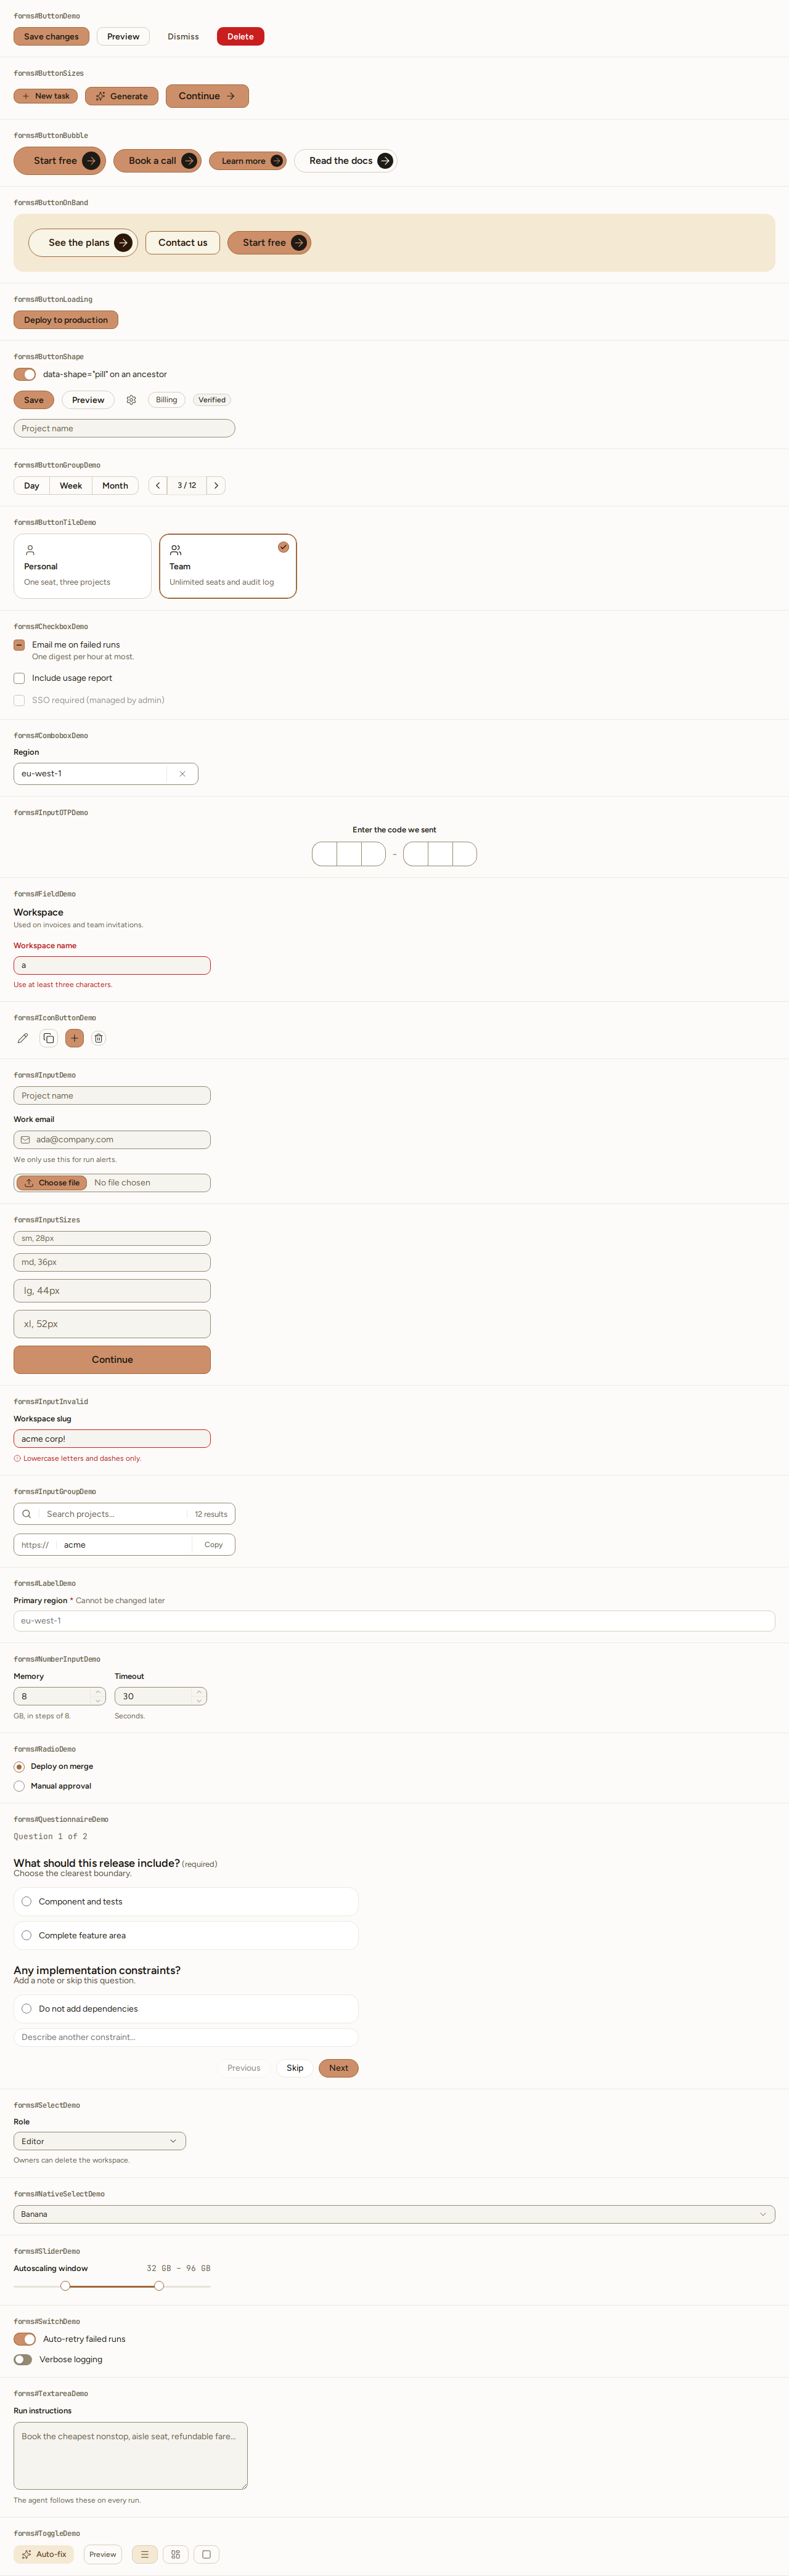 forms#ButtonDemo
Save changes Preview Dismiss Delete
forms#ButtonSizes
New task Generate Continue
forms#ButtonBubble
Start free Book a call Learn more Read the docs
forms#ButtonOnBand
See the plans Contact us Start free
forms#ButtonLoading
Deploy to production
forms#ButtonShape
data-shape="pill" on an ancestor
Save Preview Billing Verified
Project name
forms#ButtonGroupDemo
Day Week Month 3 / 12
forms#ButtonTileDemo
Personal Team
One seat, three projects Unlimited seats and audit log
forms#CheckboxDemo
Email me on failed runs
One digest per hour at most.
Include usage report
SSO required (managed by admin)
forms#ComboboxDemo
Region
eu-west-1
forms#InputOTPDemo
Enter the code we sent
-
forms#FieldDemo
Workspace
Used on invoices and team invitations.
Workspace name
a
Use at least three characters.
forms#IconButtonDemo
forms#InputDemo
Project name
Work email
ada@company.com
We only use this for run alerts.
Choose file No file chosen
forms#InputSizes
sm, 28px
md, 36px
lg, 44px
xl, 52px
Continue
forms#InputInvalid
Workspace slug
acme corp!
Lowercase letters and dashes only.
forms#InputGroupDemo
Search projects... 12 results
https:// acme Copy
forms#LabelDemo
Primary region * Cannot be changed later
eu-west-1
forms#NumberInputDemo
Memory Timeout
8 30
GB, in steps of 8. Seconds.
forms#RadioDemo
Deploy on merge
Manual approval
forms#QuestionnaireDemo
Question 1 of 2
What should this release include? (required)
Choose the clearest boundary.
Component and tests
Complete feature area
Any implementation constraints?
Add a note or skip this question.
Do not add dependencies
Describe another constraint...
Previous Skip Next
forms#SelectDemo
Role
Editor
Owners can delete the workspace.
forms#NativeSelectDemo
Banana
forms#SliderDemo
Autoscaling window 32 GB – 96 GB
forms#SwitchDemo
Auto-retry failed runs
Verbose logging
forms#TextareaDemo
Run instructions
Book the cheapest nonstop, aisle seat, refundable fare...
The agent follows these on every run.
forms#ToggleDemo
Auto-fix Preview